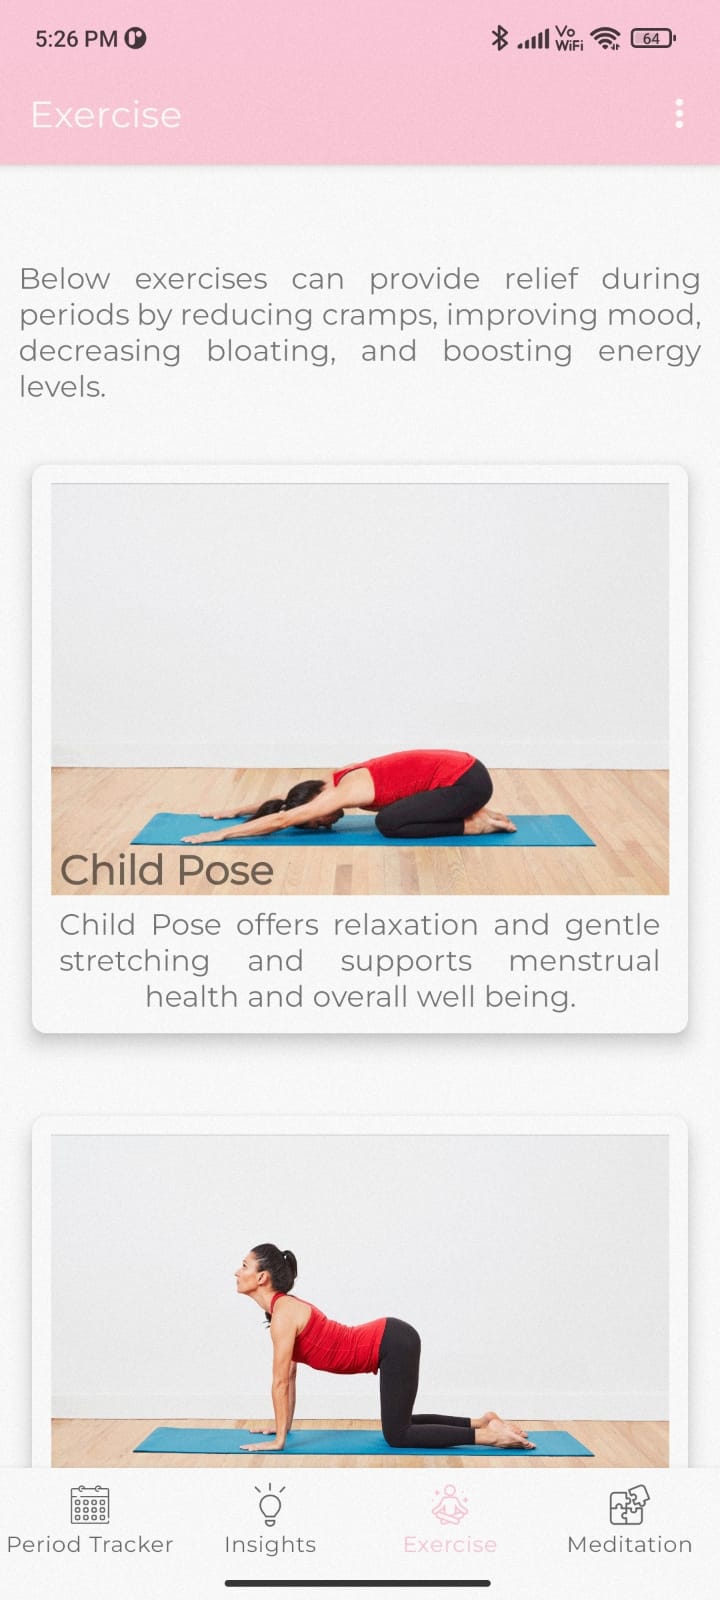 5:26 PM
Vo
WiFi
64
Exercise
Below exercises can provide relief during
periods by reducing cramps, improving mood,
decreasing bloating, and boosting energy
levels.
Child Pose
Child Pose offers relaxation and gentle
stretching and supports menstrual
health and overall well being.
Period Tracker
Insights
Exercise
Meditation